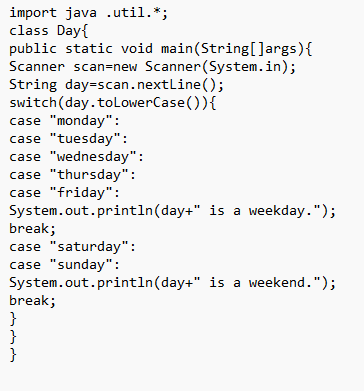 import java .util.*;
class Day{
public static void main(String[]args){
Scanner scan=new Scanner(System.in);
String day=scan.nextLine();
switch(day.toLowerCase()){
case "monday":
case "tuesday":
case "wednesday":
case "thursday":
case "friday":
System.out.println(day+" is a weekday.");
break;
case "saturday":
case "sunday":
System.out.println(day+" is a weekend.");
break;
}
}
}